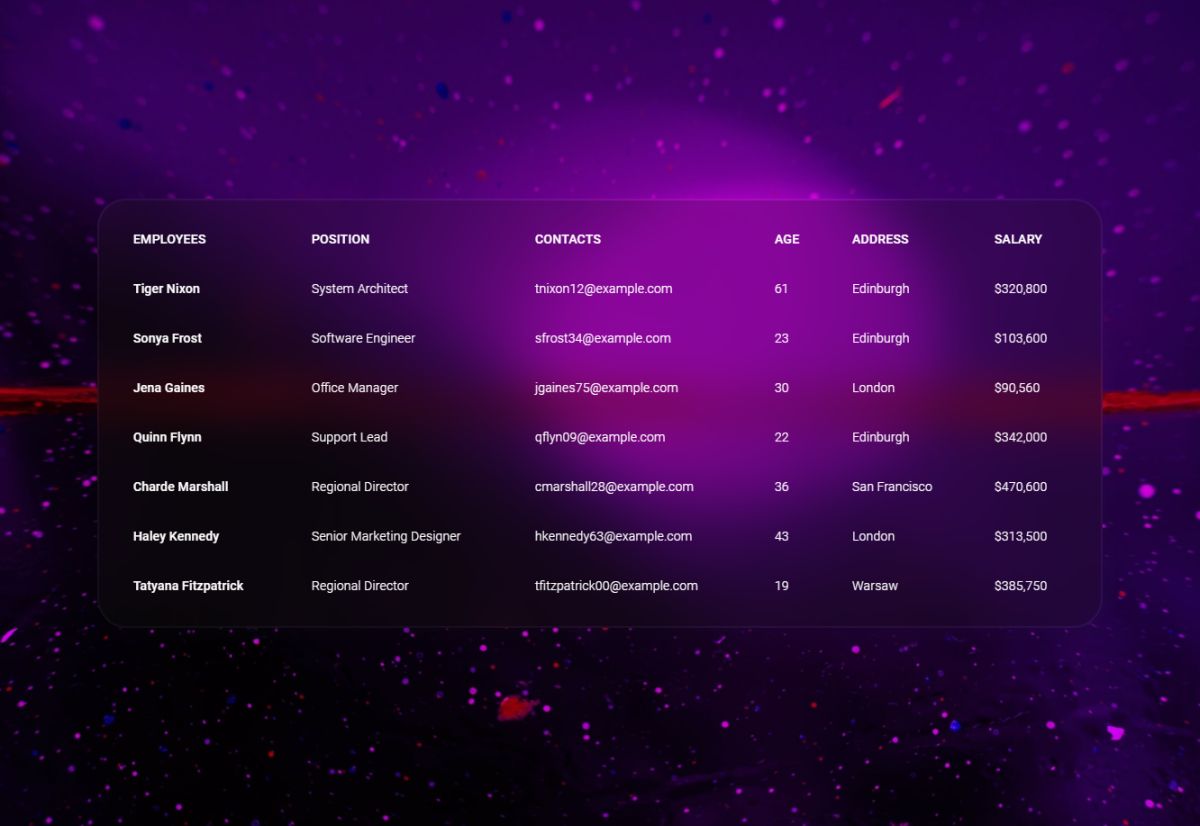 EMPLOYEES POSITION CONTACTS AGE ADDRESS SALARY
Tiger Nixon System Architect tnixon12@example.com 61 Edinburgh $320,800
Sonya Frost Software Engineer sfrost34@example.com 23 Edinburgh $103,600
Jena Gaines Office Manager jgaines75@example.com 30 London $90,560
Quinn Flynn Support Lead qflyn09@example.com 22 Edinburgh $342,000
Charde Marshall Regional Director cmarshall28@example.com 36 San Francisco $470,600
Haley Kennedy Senior Marketing Designer hkennedy63@example.com 43 London $313,500
Tatyana Fitzpatrick Regional Director tfitzpatrick00@example.com 19 Warsaw $385,750